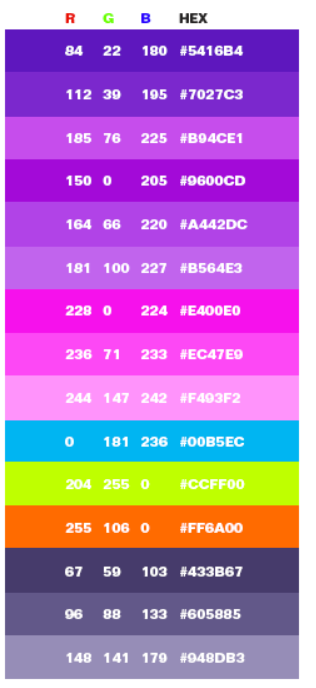 R G B HEX
84 22 180 #5416B4
112 39 195 #7027C3
185 76 225 #B94CE1
150 0 205 #9600CD
164 66 220 #A442DC
181 100 227 #B564E3
228 0 224 #E400E0
236 71 233 #EC47E9
244 147 242 #F493F2
0 181 236 #00B5EC
204 255 0 #CCFF00
255 106 0 #FF6A00
67 59 103 #433B67
96 88 133 #605885
148 141 179 #948DB3